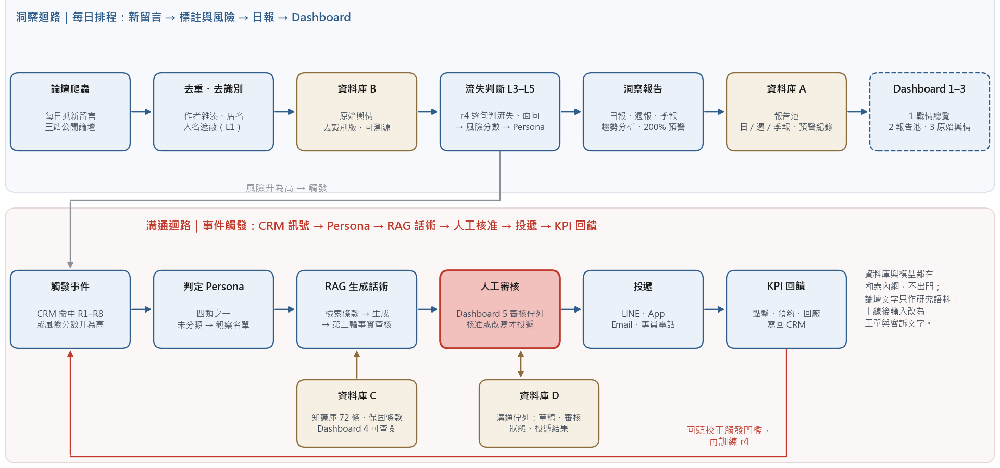 洞察迴路｜每日排程：新留言 → 標註與風險 → 日報 → Dashboard
論壇爬蟲
每日抓新留言
三站公開論壇
去重・去識別
作者雜湊、店名
人名遮蔽（L1）
資料庫 B
原始輿情
去識別版，可溯源
流失判斷 L3–L5
r4 逐句判流失、面向
→ 風險分數 → Persona
洞察報告
日報・週報・季報
趨勢分析、200% 預警
資料庫 A
報告池
日 / 週 / 季報、預警紀錄
Dashboard 1–3
1 戰情總覽
2 報告池・3 原始輿情
風險升為高 → 觸發
溝通迴路｜事件觸發：CRM 訊號 → Persona → RAG 話術 → 人工核准 → 投遞 → KPI 回饋
觸發事件
CRM 命中 R1–R8
或風險分數升為高
判定 Persona
四類之一
未分類 → 觀察名單
RAG 生成話術
檢索條款 → 生成
→ 第二輪事實查核
人工審核
Dashboard 5 審核佇列
核准或改寫才投遞
投遞
LINE・App
Email・專員電話
KPI 回饋
點擊・預約・回廠
寫回 CRM
資料庫與模型都在
和泰內網，不出門；
論壇文字只作研究語料，
上線後輸入改為
工單與客訴文字。
資料庫 C
知識庫 72 條・保固條款
Dashboard 4 可查閱
資料庫 D
溝通佇列：草稿、審核
狀態、投遞結果
回頭校正觸發門檻，
再訓練 r4